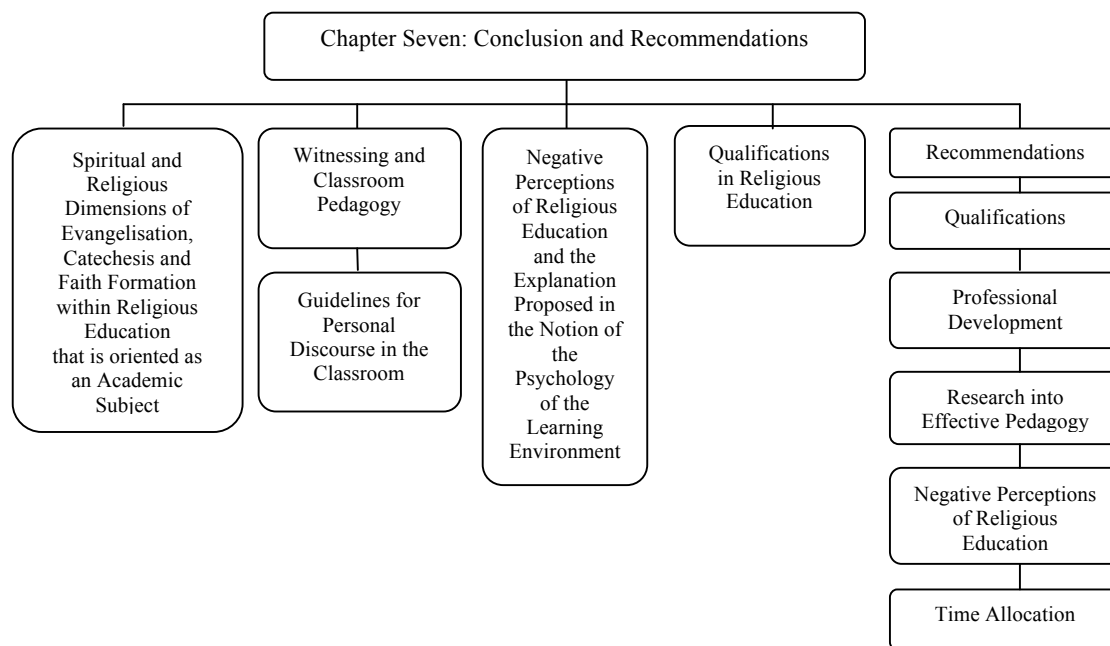 Chapter Seven: Conclusion and Recommendations
Spiritual and
Religious
Dimensions of
Evangelisation,
Catechesis and
Faith Formation
within Religious
Education
that is oriented as
an Academic
Subject
Witnessing and
Classroom
Pedagogy
Guidelines for
Personal
Discourse in the
Classroom
Negative
Perceptions
of Religious
Education
and the
Explanation
Proposed in
the Notion of
the
Psychology
of the
Learning
Environment
Qualifications
in Religious
Education
Recommendations
Qualifications
Professional
Development
Research into
Effective Pedagogy
Negative Perceptions
of Religious
Education
Time Allocation